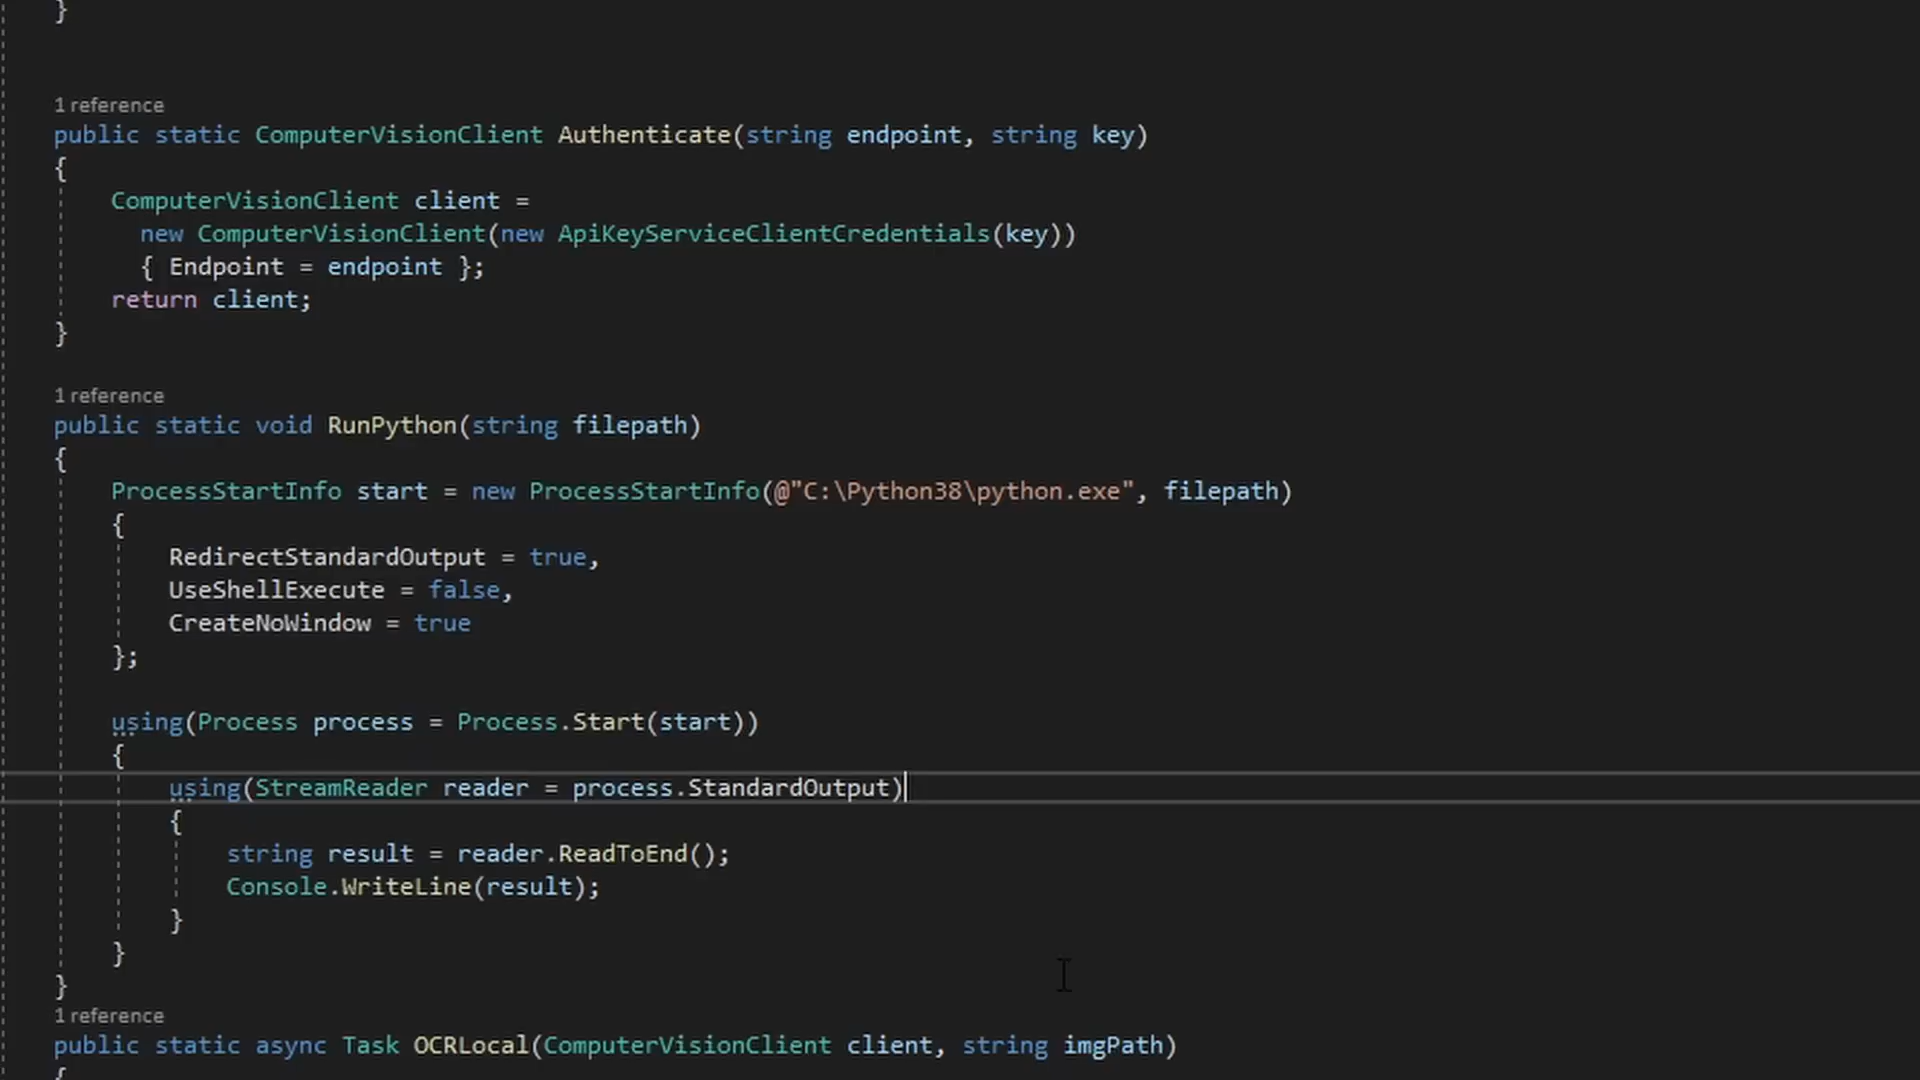 }
1 reference
public static ComputerVisionClient Authenticate(string endpoint, string key)
{
ComputerVisionClient client =
new ComputerVisionClient(new ApiKeyServiceClientCredentials(key))
{ Endpoint = endpoint };
return client;
}
1 reference
public static void RunPython(string filepath)
{
ProcessStartInfo start = new ProcessStartInfo(@"C:\Python38\python.exe", filepath)
{
RedirectStandardOutput = true,
UseShellExecute = false,
CreateNoWindow = true
};
using(Process process = Process.Start(start))
{
using(StreamReader reader = process.StandardOutput)
{
string result = reader.ReadToEnd();
Console.WriteLine(result);
}
}
}
1 reference
public static async Task OCRLocal(ComputerVisionClient client, string imgPath)
{